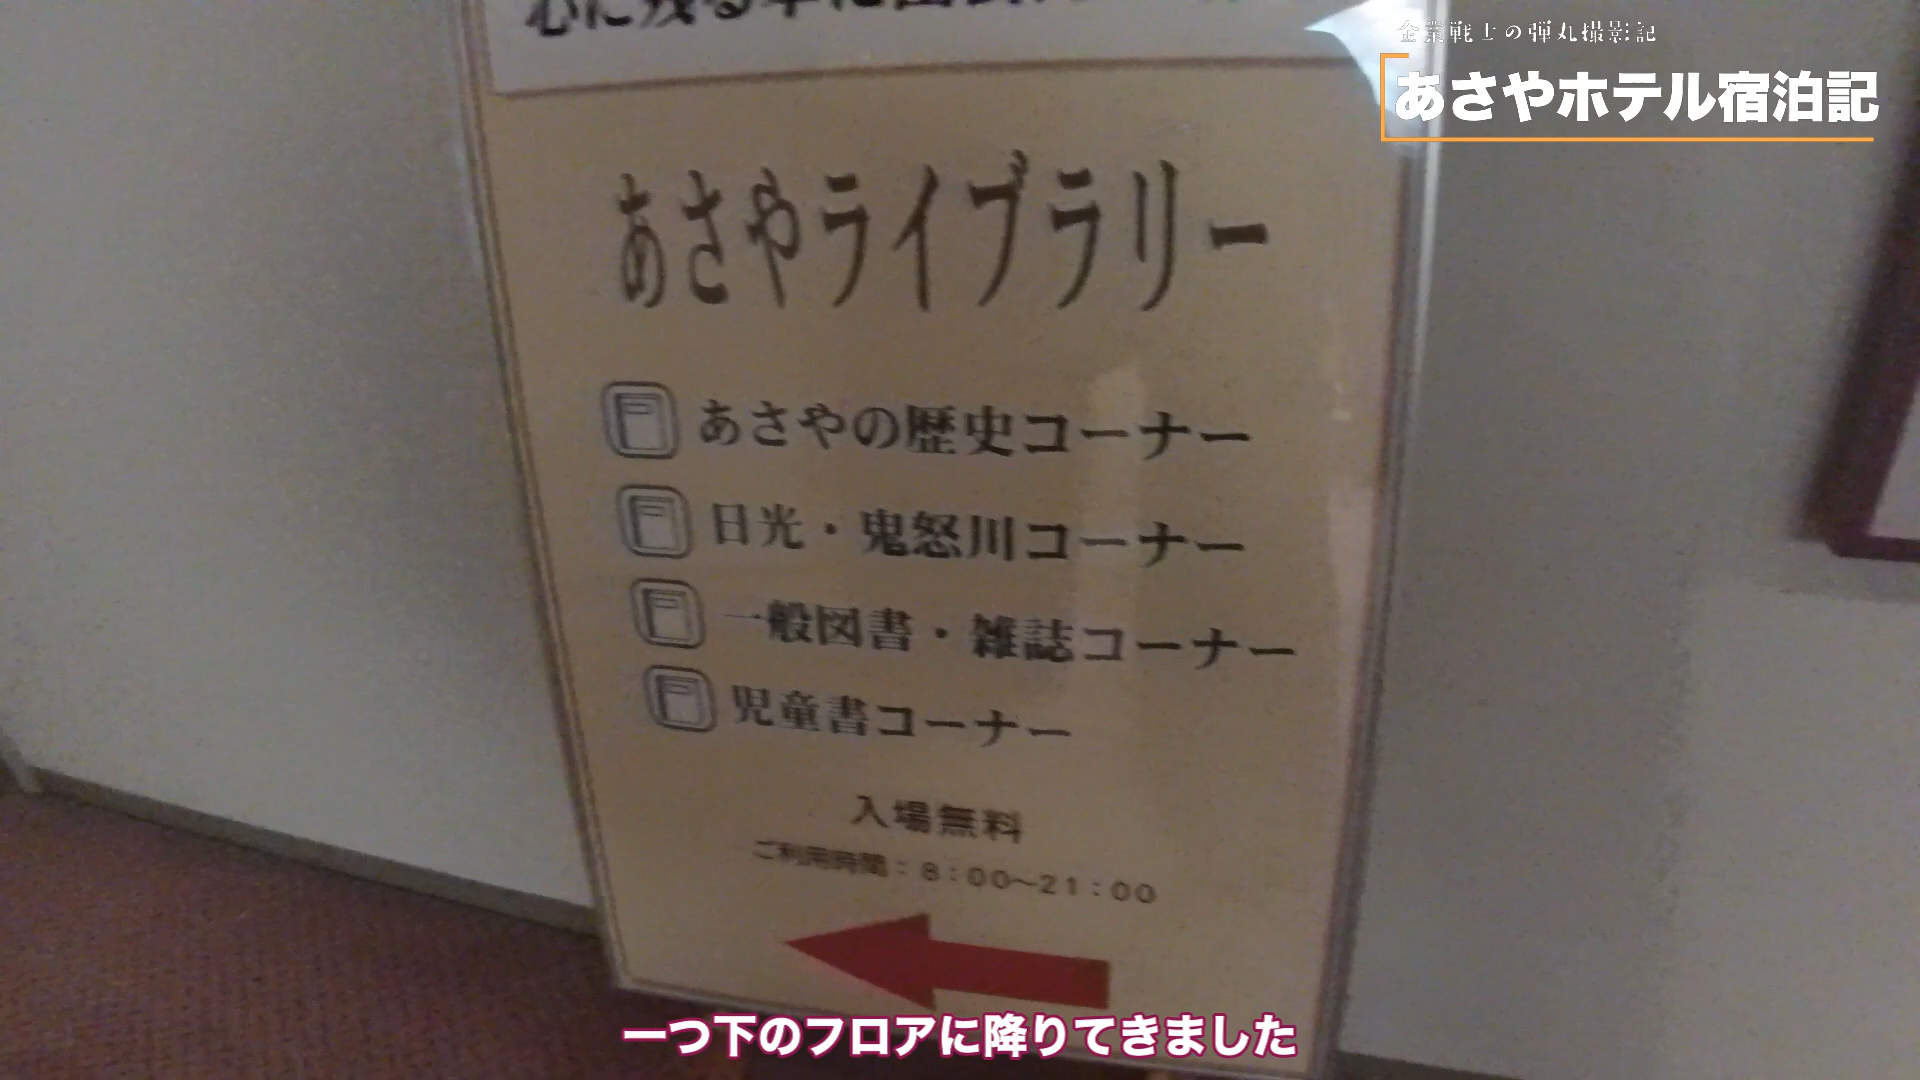 企業戦士の弾丸撮影記
あさやホテル宿泊記
あさやライブラリー
あさやの歴史コーナー
日光・鬼怒川コーナー
一般図書・雑誌コーナー
児童書コーナー
入場無料
ご利用時間：8：00～21：00
一つ下のフロアに降りてきました